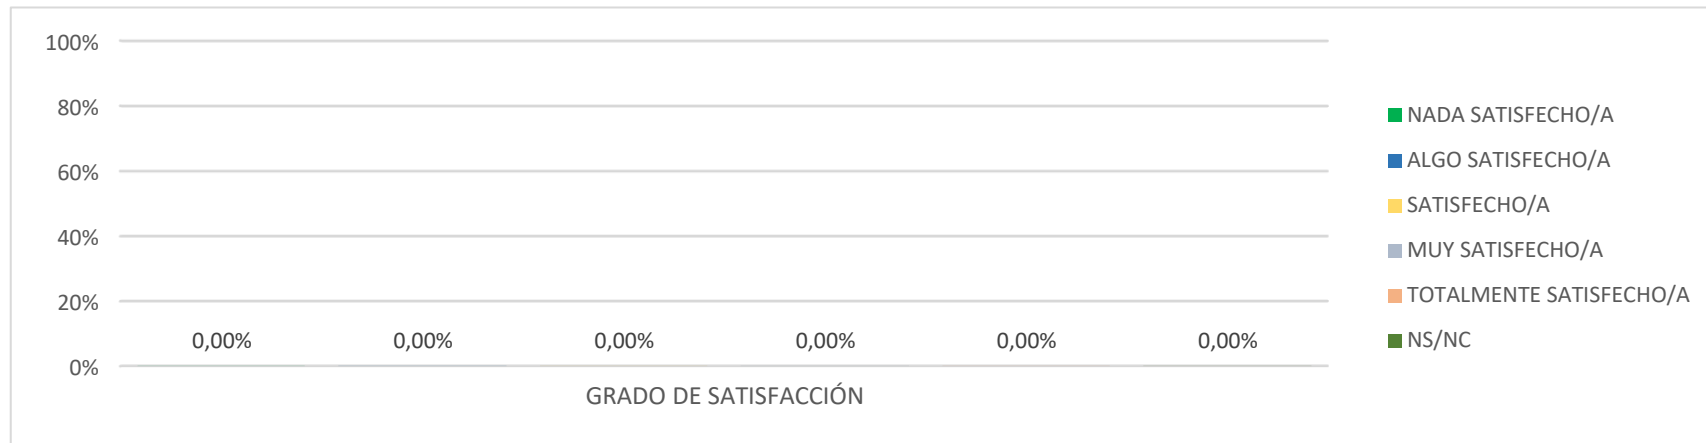 100%
80%
60%
40%
20%
0%
0,00% 0,00% 0,00% 0,00% 0,00% 0,00%
GRADO DE SATISFACCIÓN
NADA SATISFECHO/A
ALGO SATISFECHO/A
SATISFECHO/A
MUY SATISFECHO/A
TOTALMENTE SATISFECHO/A
NS/NC